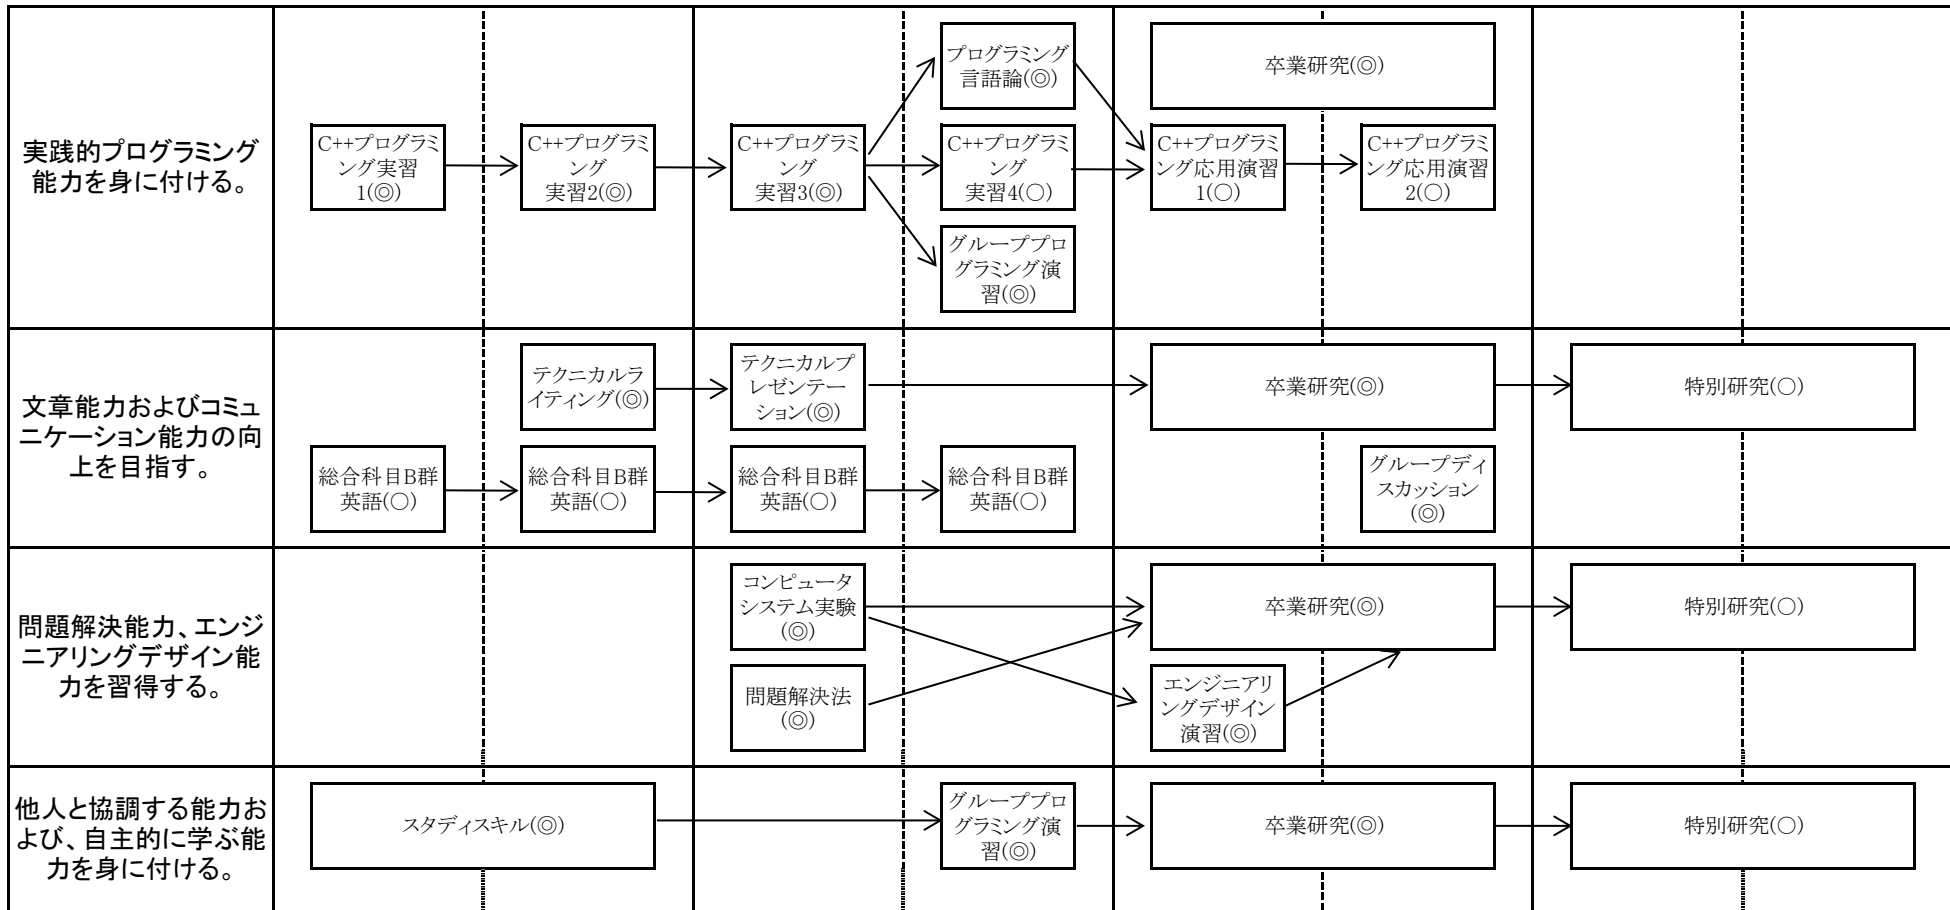 実践的プログラミング
能力を身に付ける。
プログラミング
言語論(◎)
卒業研究(◎)
C++プログラミ
ング実習
1(◎)
C++プログラミ
ング
実習2(◎)
C++プログラミ
ング
実習3(◎)
C++プログラミ
ング
実習4(○)
C++プログラミ
ング応用演習
1(○)
C++プログラミ
ング応用演習
2(○)
グループプロ
グラミング演
習(◎)
文章能力およびコミュ
ニケーション能力の向
上を目指す。
テクニカルラ
イティング(◎)
テクニカルプ
レゼンテー
ション(◎)
卒業研究(◎)
特別研究(○)
総合科目B群
英語(○)
総合科目B群
英語(○)
総合科目B群
英語(○)
総合科目B群
英語(○)
グループディ
スカッション
(◎)
問題解決能力、エンジ
ニアリングデザイン能
力を習得する。
コンピュータ
システム実験
(◎)
卒業研究(◎)
特別研究(○)
問題解決法
(◎)
エンジニアリ
ングデザイン
演習(◎)
他人と協調する能力お
よび、自主的に学ぶ能
力を身に付ける。
スタディスキル(◎)
グループプロ
グラミング演
習(◎)
卒業研究(◎)
特別研究(○)